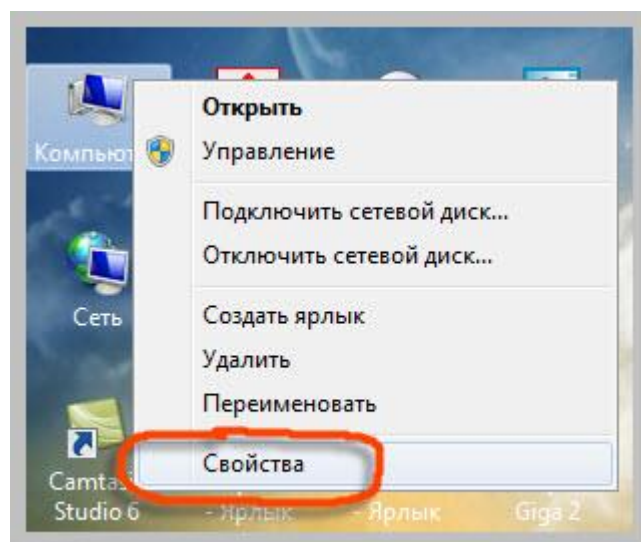 Открыть
Компьют
Управление
Подключить сетевой диск...
Отключить сетевой диск...
Сеть
Создать ярлык
Удалить
Переименовать
Свойства
Camtas
Studio 6
- Ярлык
- Ярлык
Giga 2